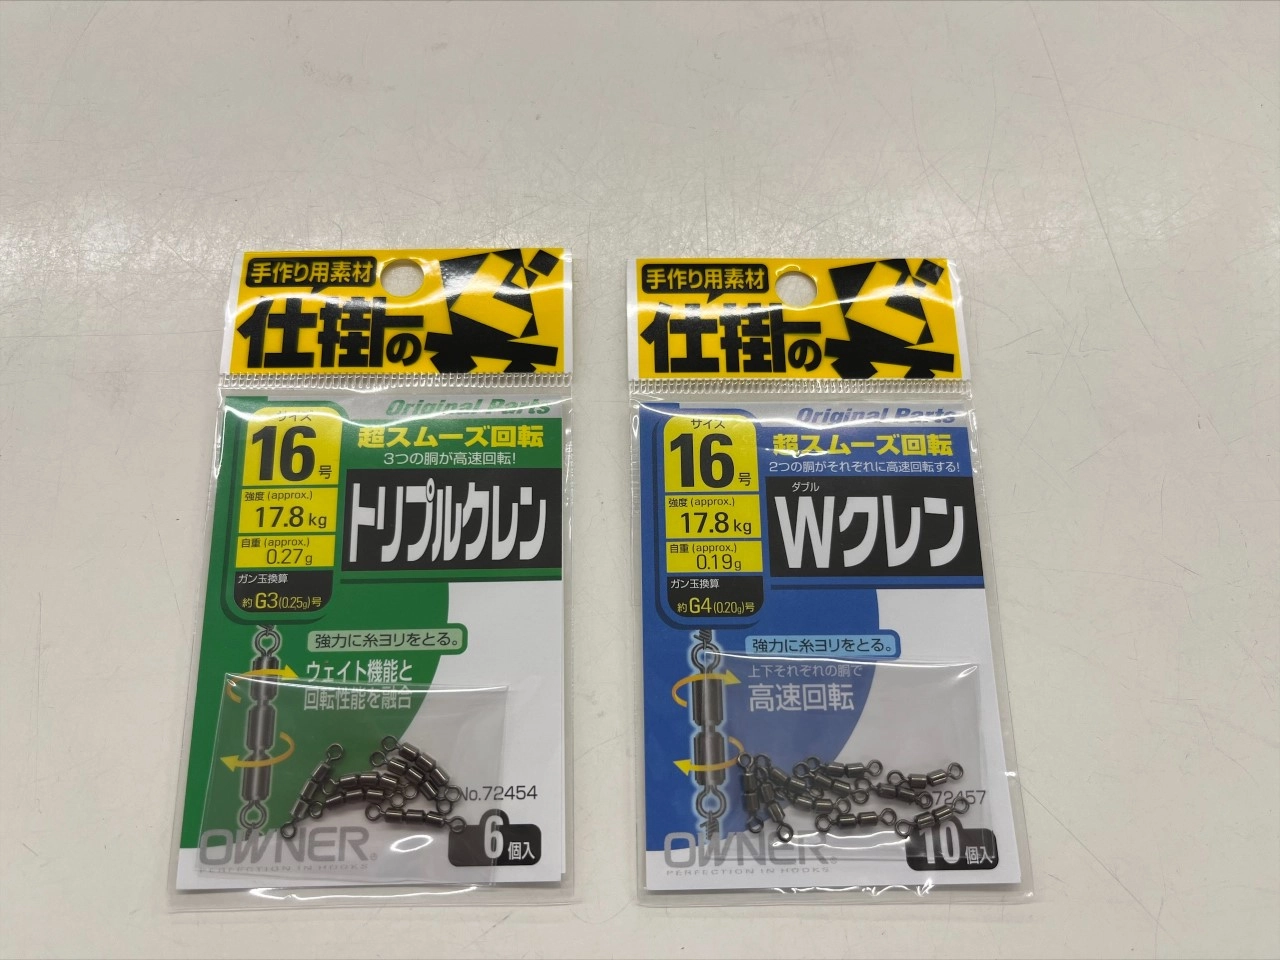 手作り用素材
仕掛の
Original Parts
サイズ
16号
強度(approx.)
17.8kg
自重(approx.)
0.27g
ガン玉換算
約G3(0.25g)号
超スムーズ回転
3つの胴が高速回転!
トリプルクレン
強力に糸ヨリをとる。
ウェイト機能と
回転性能を融合
No.72454
OWNER®
PERFECTION IN HOOKS
6個入
手作り用素材
仕掛の
Original Parts
サイズ
16号
強度(approx.)
17.8kg
自重(approx.)
0.19g
ガン玉換算
約G4(0.20g)号
超スムーズ回転
2つの胴がそれぞれに高速回転する!
ダブル
Wクレン
強力に糸ヨリをとる。
上下それぞれの胴で
高速回転
72457
OWNER®
PERFECTION IN HOOKS
10個入